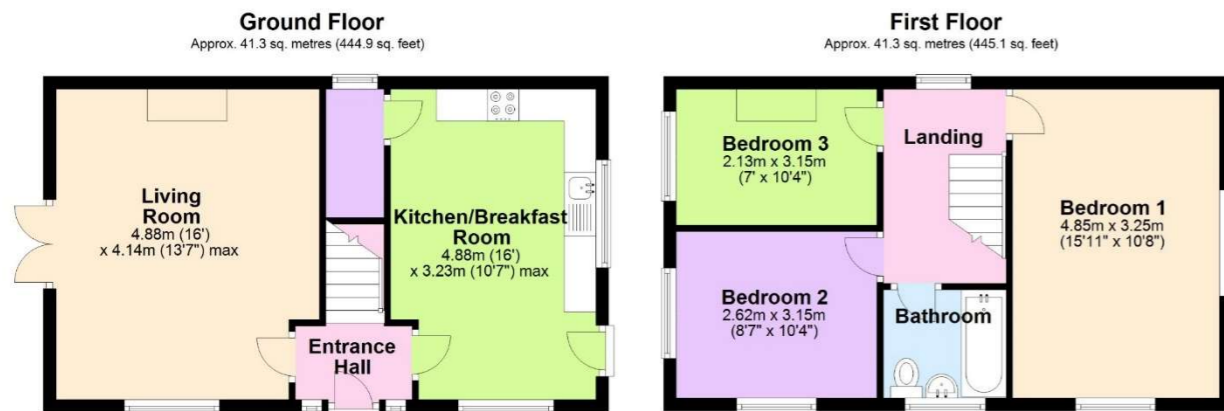 Ground Floor
Approx. 41.3 sq. metres (444.9 sq. feet)
Living
Room
4.88m (16')
x 4.14m (13'7") max
Kitchen/Breakfast
Room
4.88m (16')
x 3.23m (10'7") max
Entrance
Hall
First Floor
Approx. 41.3 sq. metres (445.1 sq. feet)
Bedroom 3
2.13m x 3.15m
(7' x 10'4")
Landing
Bedroom 1
4.85m x 3.25m
(15'11" x 10'8")
Bedroom 2
2.62m x 3.15m
(8'7" x 10'4")
Bathroom